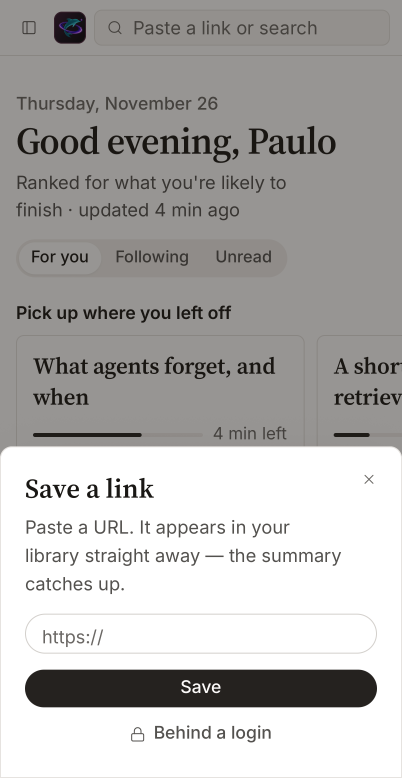 Paste a link or search
Thursday, November 26
Good evening, Paulo
Ranked for what you're likely to
finish · updated 4 min ago
For you
Following
Unread
Pick up where you left off
What agents forget, and
when
4 min left
A shor
retriev
Save a link
Paste a URL. It appears in your
library straight away — the summary
catches up.
https://
Save
Behind a login